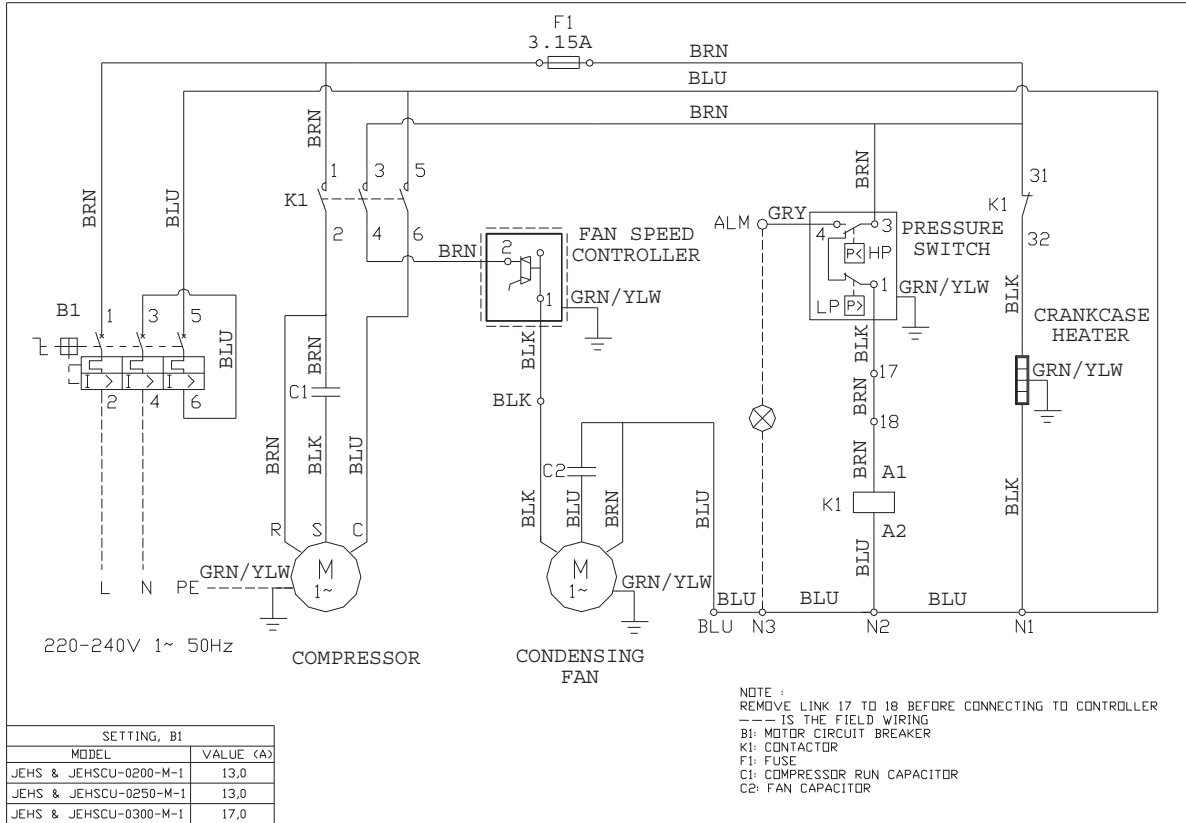 F1
3.15A
BRN
BLU
BRN
BRN
BRN
BLU
BRN
1 3 5
K1
2 4 6
BRN
2
1
FAN SPEED
CONTROLLER
GRN/YLW
ALM
GRY
4
3
PRESSURE
SWITCH
P< HP
1
LP P>
GRN/YLW
31
K1
32
BLK
CRANKCASE
HEATER
GRN/YLW
B1
1 3 5
BLU
I > I > I >
2 4 6
BRN
C1
BLK
BLK
BLK
17
BRN
18
BRN
A1
K1
A2
BLU
BRN
BLK
BLU
C2
BLK
BLU
BRN
BLU
BLK
R S C
M
1~
GRN/YLW
M
1~
GRN/YLW
L N PE
BLU
BLU
BLU
BLU N3 N2 N1
220-240V 1~ 50Hz
COMPRESSOR
CONDENSING
FAN
NOTE :
REMOVE LINK 17 TO 18 BEFORE CONNECTING TO CONTROLLER
--- IS THE FIELD WIRING
B1: MOTOR CIRCUIT BREAKER
K1: CONTACTOR
F1: FUSE
C1: COMPRESSOR RUN CAPACITOR
C2: FAN CAPACITOR
SETTING, B1
MODEL VALUE (A)
JEHS & JEHSCU-0200-M-1 13,0
JEHS & JEHSCU-0250-M-1 13,0
JEHS & JEHSCU-0300-M-1 17,0